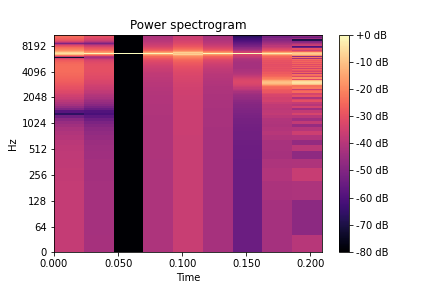 Power spectrogram
8192
4096
2048
1024
512
256
128
64
0
Hz
0.000 0.050 0.100 0.150 0.200
Time
+0 dB
-10 dB
-20 dB
-30 dB
-40 dB
-50 dB
-60 dB
-70 dB
-80 dB